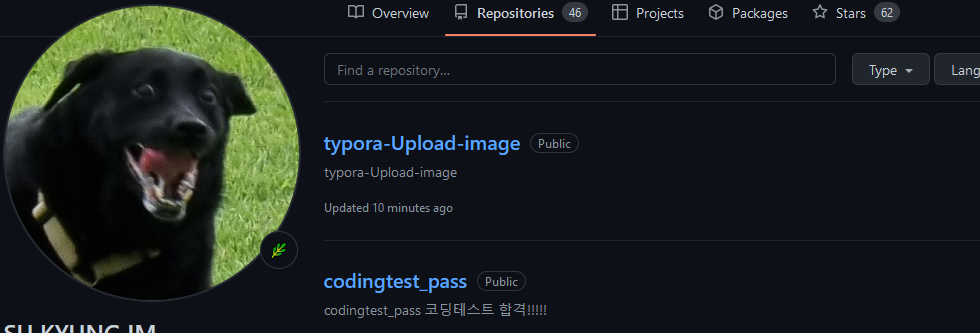 Overview
Repositories 46
Projects
Packages
Stars 62
Find a repository...
Type
Lang
typora-Upload-image Public
typora-Upload-image
Updated 10 minutes ago
codingtest_pass Public
codingtest_pass 코딩테스트 합격!!!!!
SU KYUNG IM